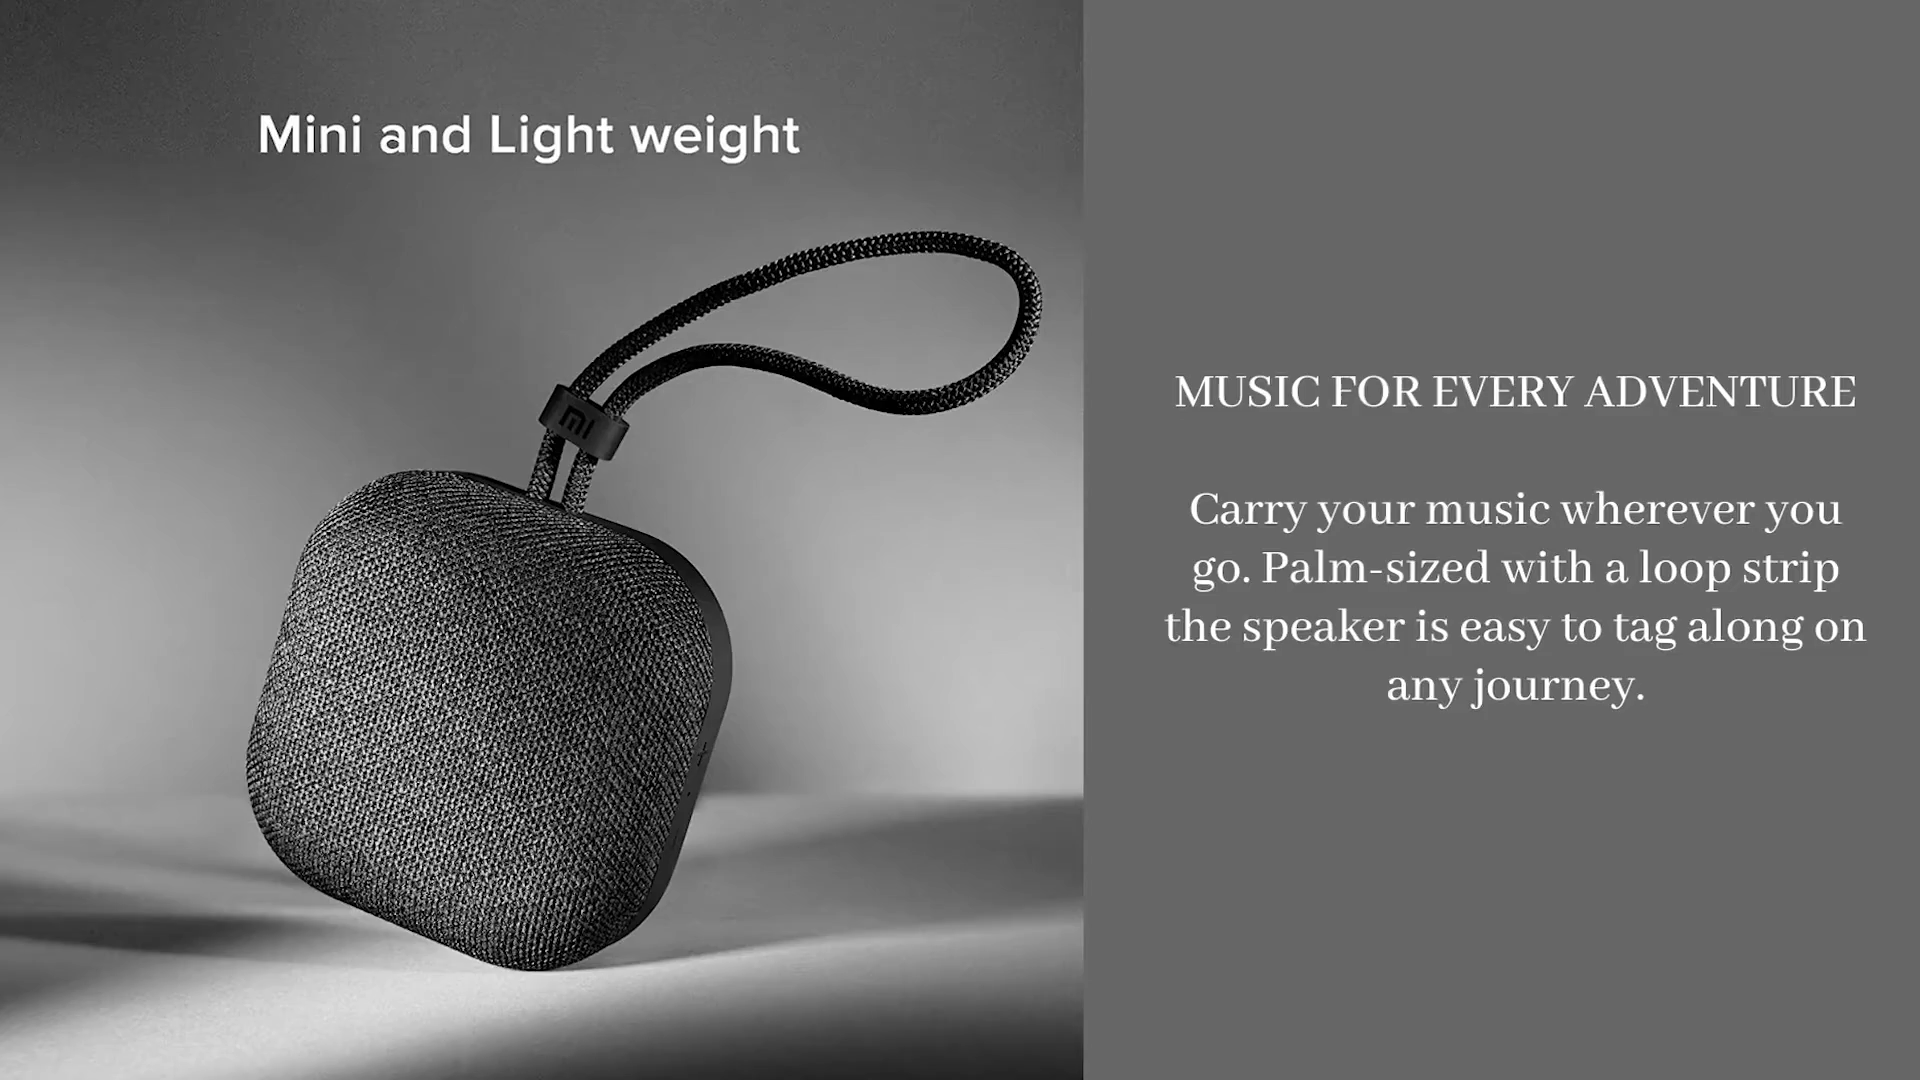 Mini and Light weight
mi
MUSIC FOR EVERY ADVENTURE
Carry your music wherever you
go. Palm-sized with a loop strip
the speaker is easy to tag along on
any journey.